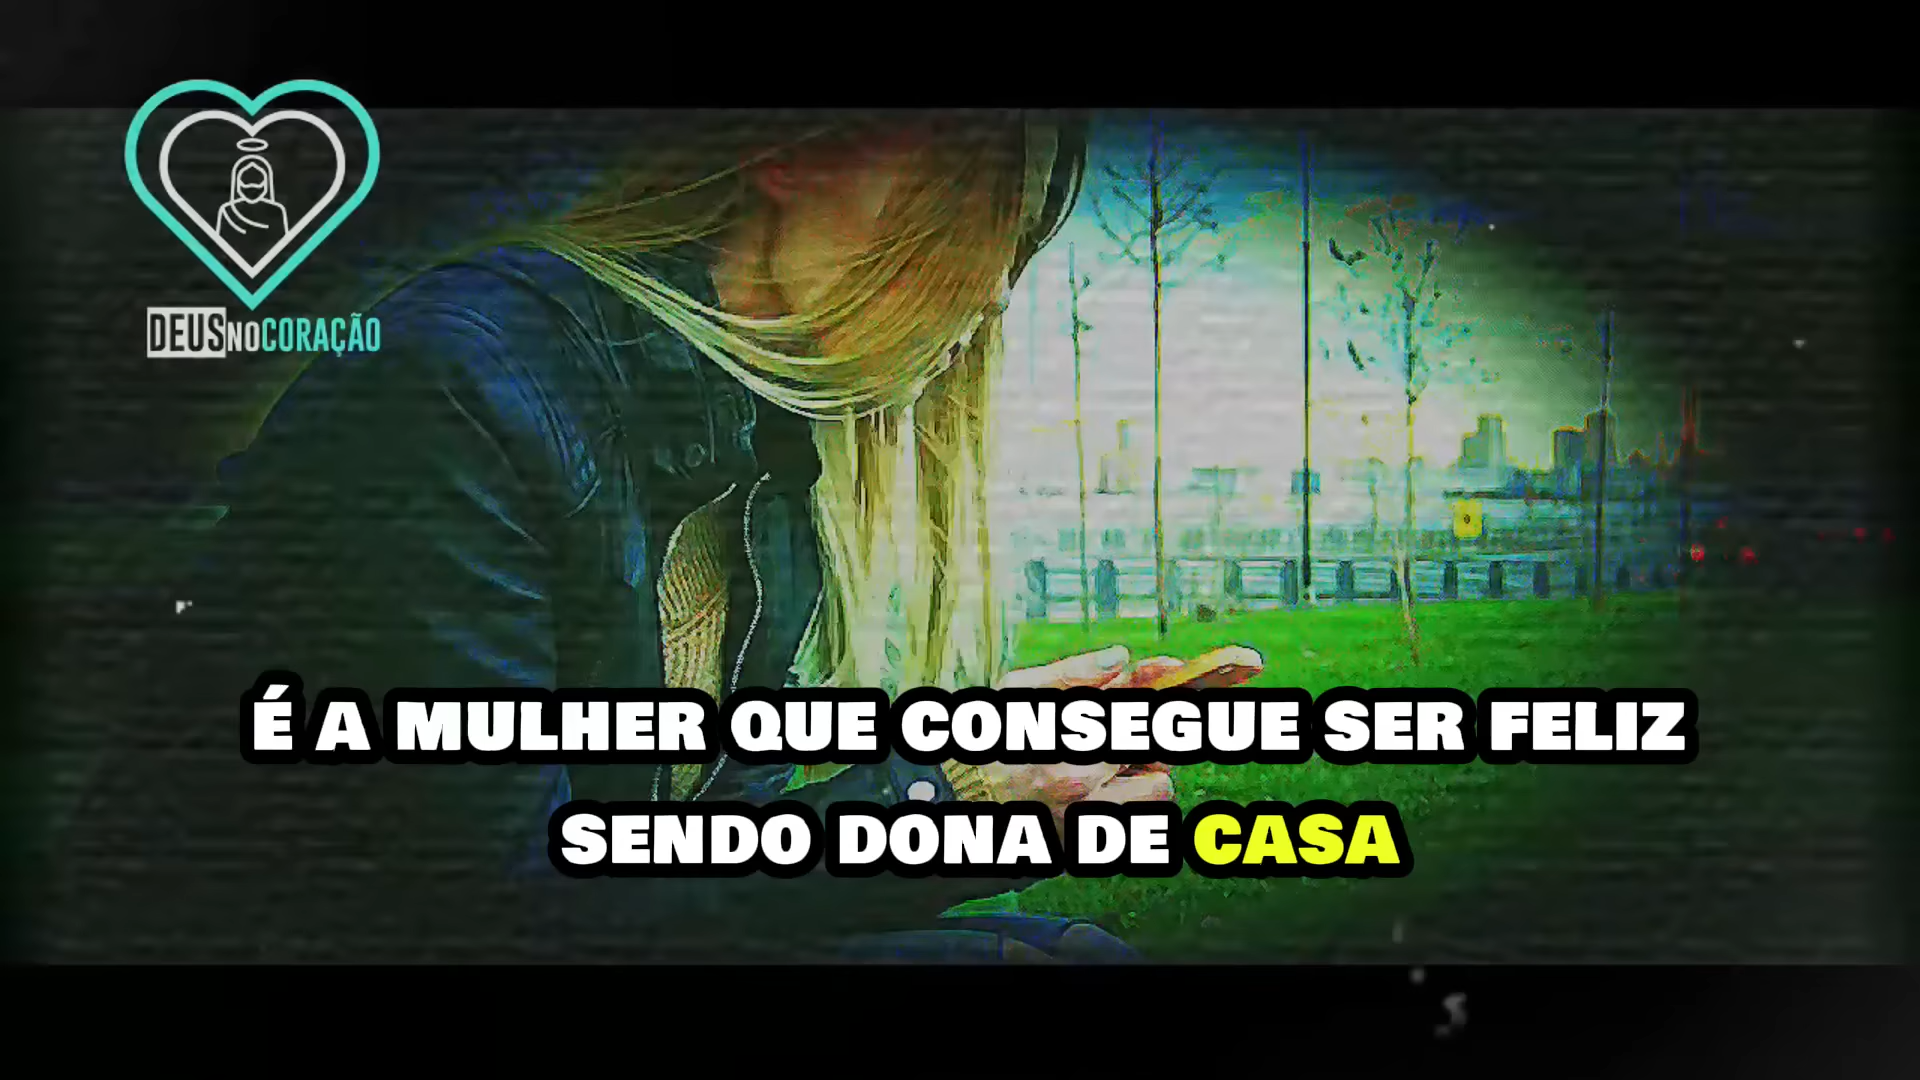 DEUSNOCORAÇÃO
É A MULHER QUE CONSEGUE SER FELIZ
SENDO DONA DE CASA